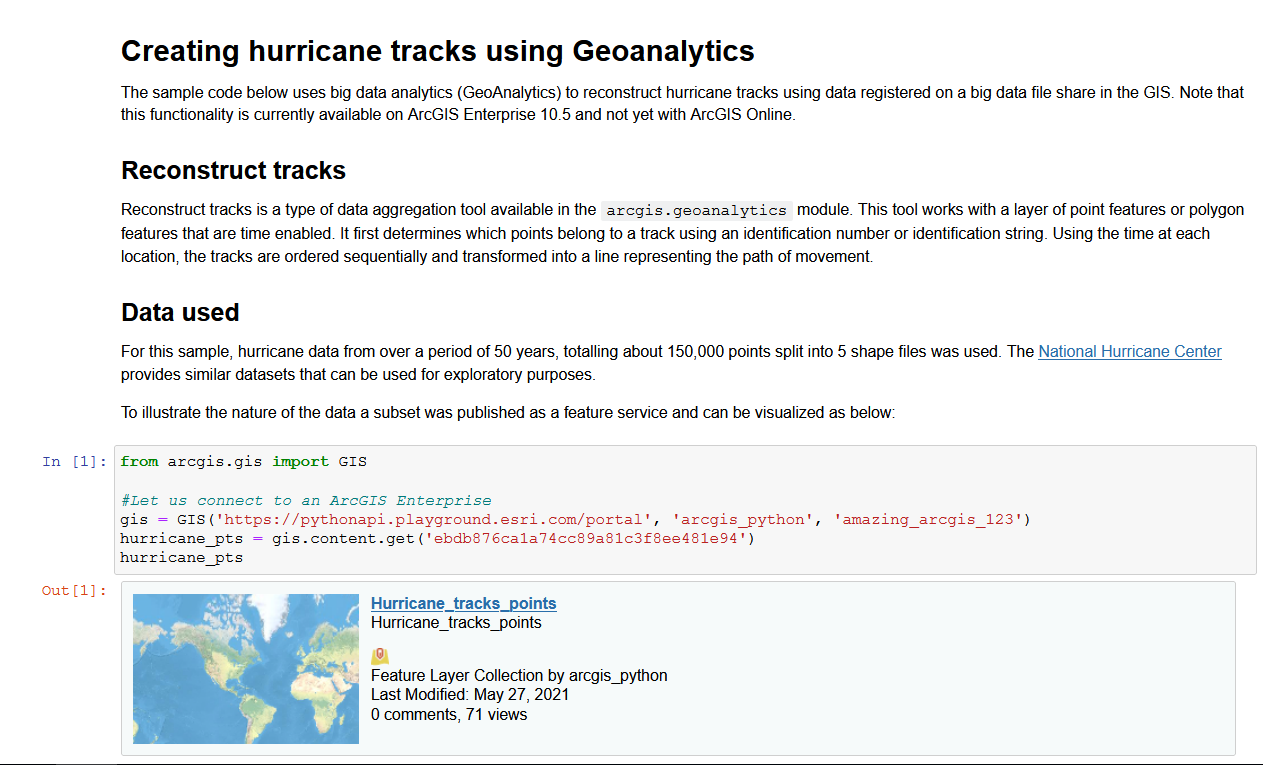 Creating hurricane tracks using Geoanalytics
The sample code below uses big data analytics (GeoAnalytics) to reconstruct hurricane tracks using data registered on a big data file share in the GIS. Note that
this functionality is currently available on ArcGIS Enterprise 10.5 and not yet with ArcGIS Online.
Reconstruct tracks
Reconstruct tracks is a type of data aggregation tool available in the arcgis.geoanalytics module. This tool works with a layer of point features or polygon
features that are time enabled. It first determines which points belong to a track using an identification number or identification string. Using the time at each
location, the tracks are ordered sequentially and transformed into a line representing the path of movement.
Data used
For this sample, hurricane data from over a period of 50 years, totalling about 150,000 points split into 5 shape files was used. The National Hurricane Center
provides similar datasets that can be used for exploratory purposes.
To illustrate the nature of the data a subset was published as a feature service and can be visualized as below:
In [1]: from arcgis.gis import GIS
#Let us connect to an ArcGIS Enterprise
gis = GIS('https://pythonapi.playground.esri.com/portal', 'arcgis_python', 'amazing_arcgis_123')
hurricane_pts = gis.content.get('ebdb876ca1a74cc89a81c3f8ee481e94')
hurricane_pts
Out[1]:
Hurricane_tracks_points
Hurricane_tracks_points
Feature Layer Collection by arcgis_python
Last Modified: May 27, 2021
0 comments, 71 views